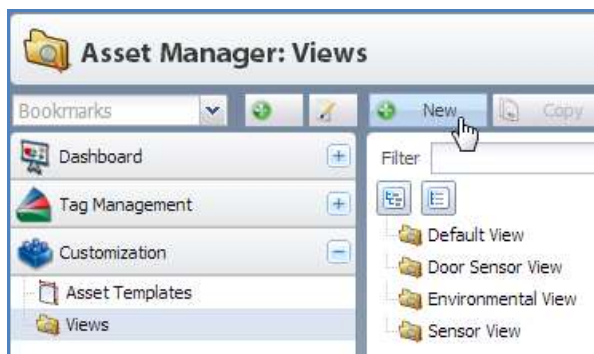 Asset Manager: Views
Bookmarks
New
Copy
Dashboard
Tag Management
Customization
Asset Templates
Views
Filter
Default View
Door Sensor View
Environmental View
Sensor View